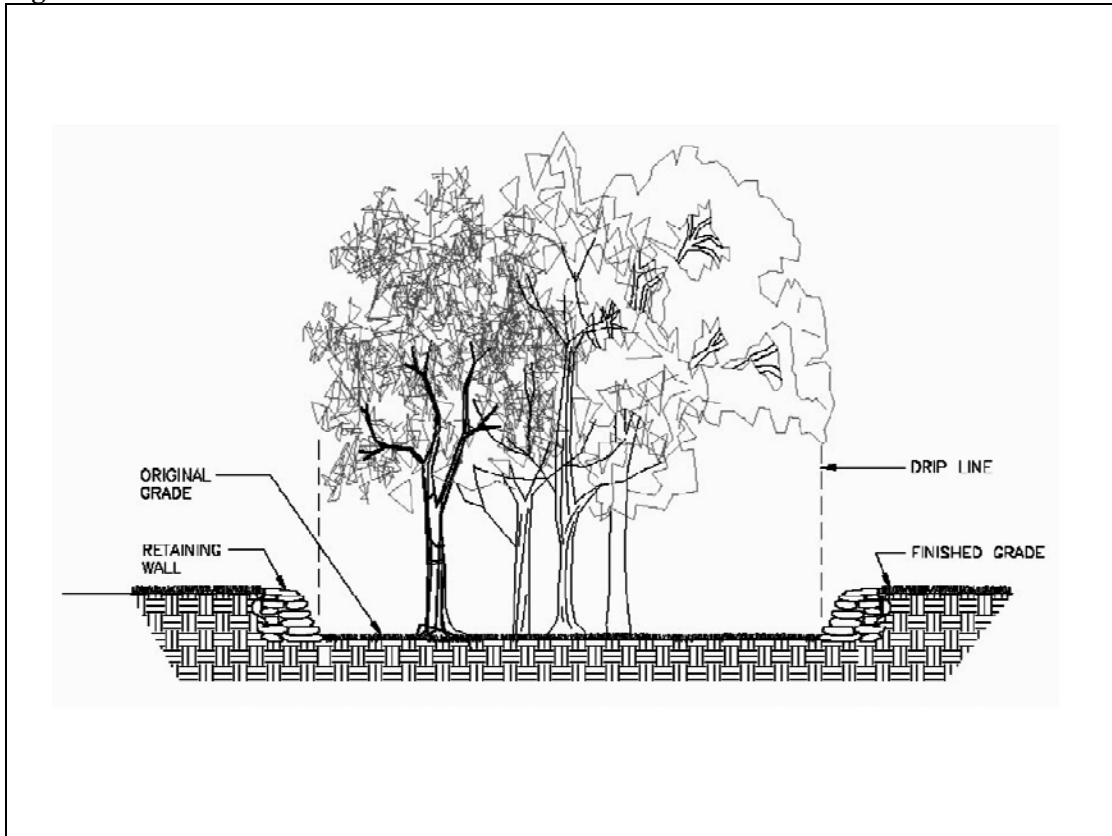 ORIGINAL
GRADE
RETAINING
WALL
DRIP LINE
FINISHED GRADE